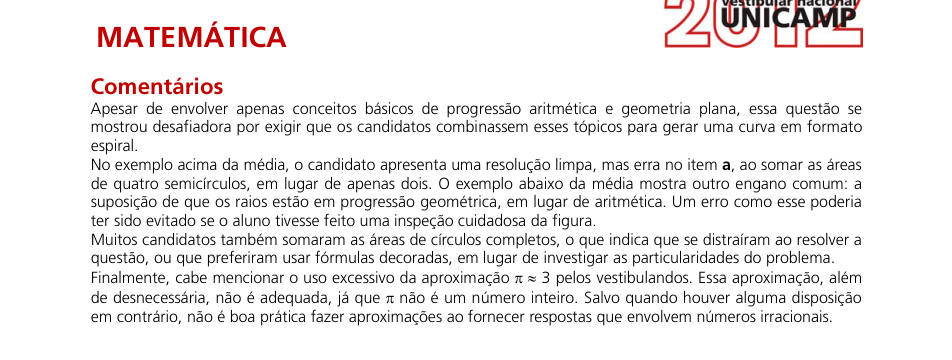 vestibular nacional
2012
UNICAMP
MATEMÁTICA
Comentários
Apesar de envolver apenas conceitos básicos de progressão aritmética e geometria plana, essa questão se
mostrou desafiadora por exigir que os candidatos combinassem esses tópicos para gerar uma curva em formato
espiral.
No exemplo acima da média, o candidato apresenta uma resolução limpa, mas erra no item a, ao somar as áreas
de quatro semicírculos, em lugar de apenas dois. O exemplo abaixo da média mostra outro engano comum: a
suposição de que os raios estão em progressão geométrica, em lugar de aritmética. Um erro como esse poderia
ter sido evitado se o aluno tivesse feito uma inspeção cuidadosa da figura.
Muitos candidatos também somaram as áreas de círculos completos, o que indica que se distraíram ao resolver a
questão, ou que preferiram usar fórmulas decoradas, em lugar de investigar as particularidades do problema.
Finalmente, cabe mencionar o uso excessivo da aproximação π ≈ 3 pelos vestibulandos. Essa aproximação, além
de desnecessária, não é adequada, já que π não é um número inteiro. Salvo quando houver alguma disposição
em contrário, não é boa prática fazer aproximações ao fornecer respostas que envolvem números irracionais.